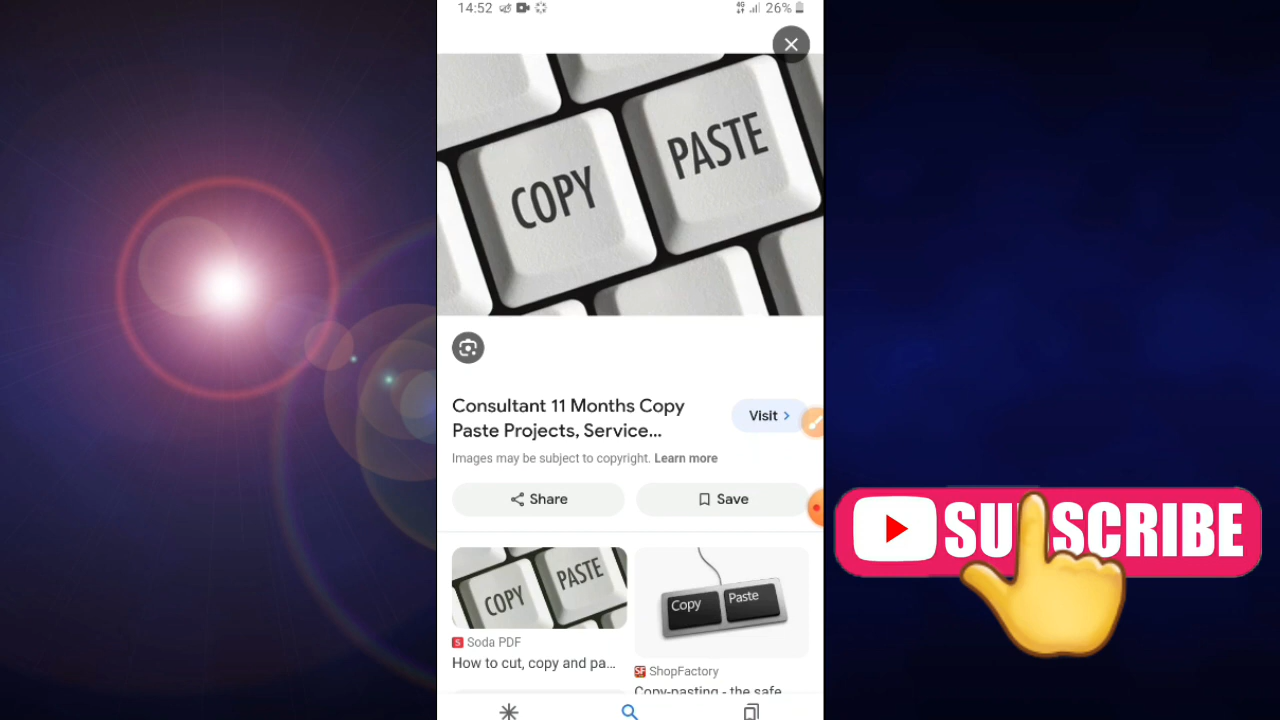 14:52
4G
26%
COPY
PASTE
Consultant 11 Months Copy
Paste Projects, Service...
Visit
Images may be subject to copyright. Learn more
Share
Save
COPY
PASTE
Copy
Paste
S Soda PDF
How to cut, copy and pa...
SF ShopFactory
Copy-pasting - the safe
SUBSCRIBE